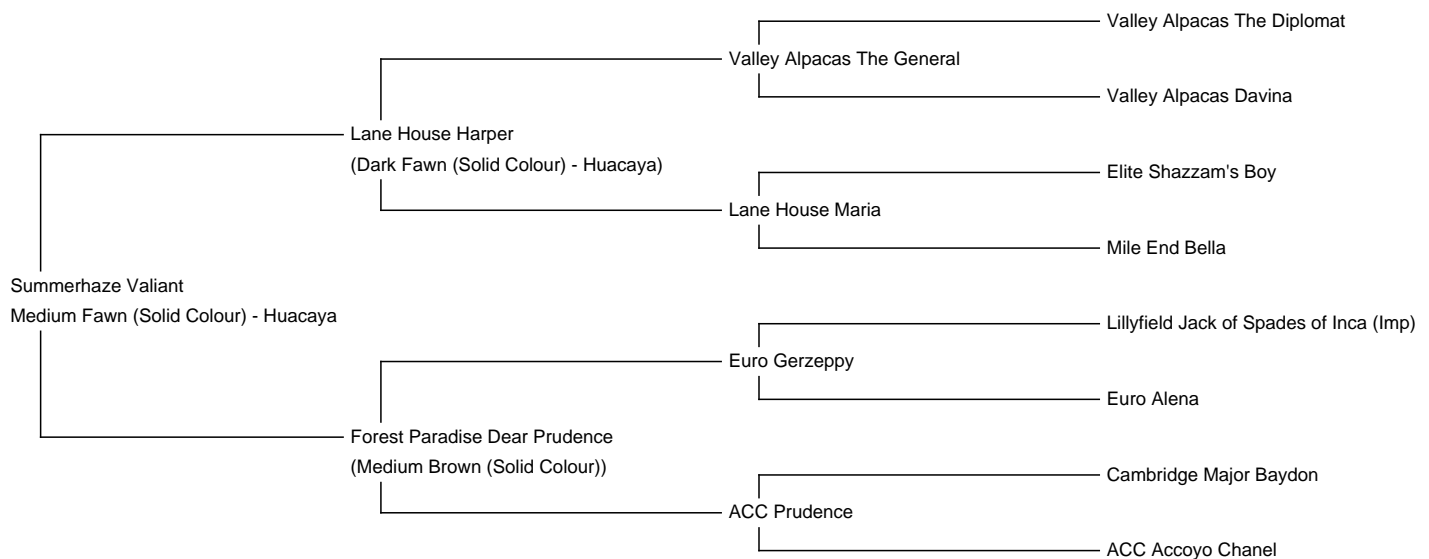 Valley Alpacas The Diplomat
Valley Alpacas The General
Valley Alpacas Davina
Lane House Harper
(Dark Fawn (Solid Colour) - Huacaya)
Elite Shazzam's Boy
Lane House Maria
Mile End Bella
Summerhaze Valiant
Medium Fawn (Solid Colour) - Huacaya
Lillyfield Jack of Spades of Inca (Imp)
Euro Gerzeppy
Euro Alena
Forest Paradise Dear Prudence
(Medium Brown (Solid Colour))
Cambridge Major Baydon
ACC Prudence
ACC Accoyo Chanel